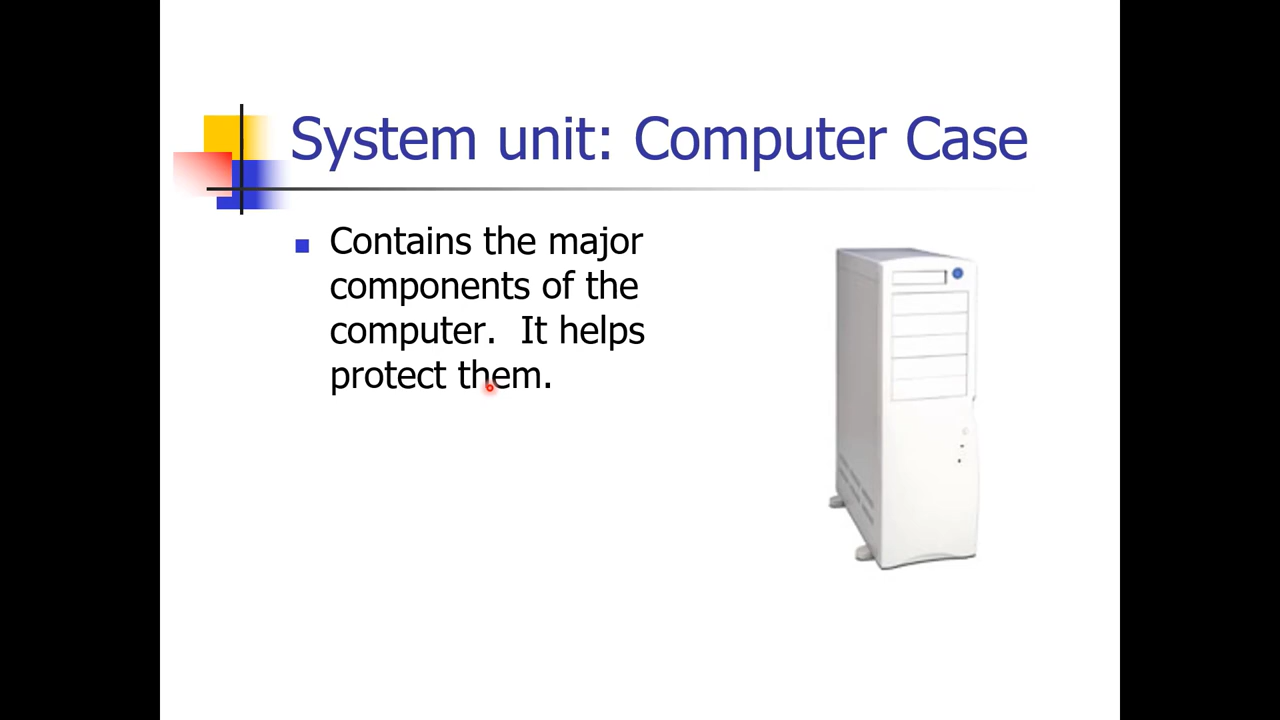 System unit: Computer Case
Contains the major
components of the
computer.  It helps
protect them.